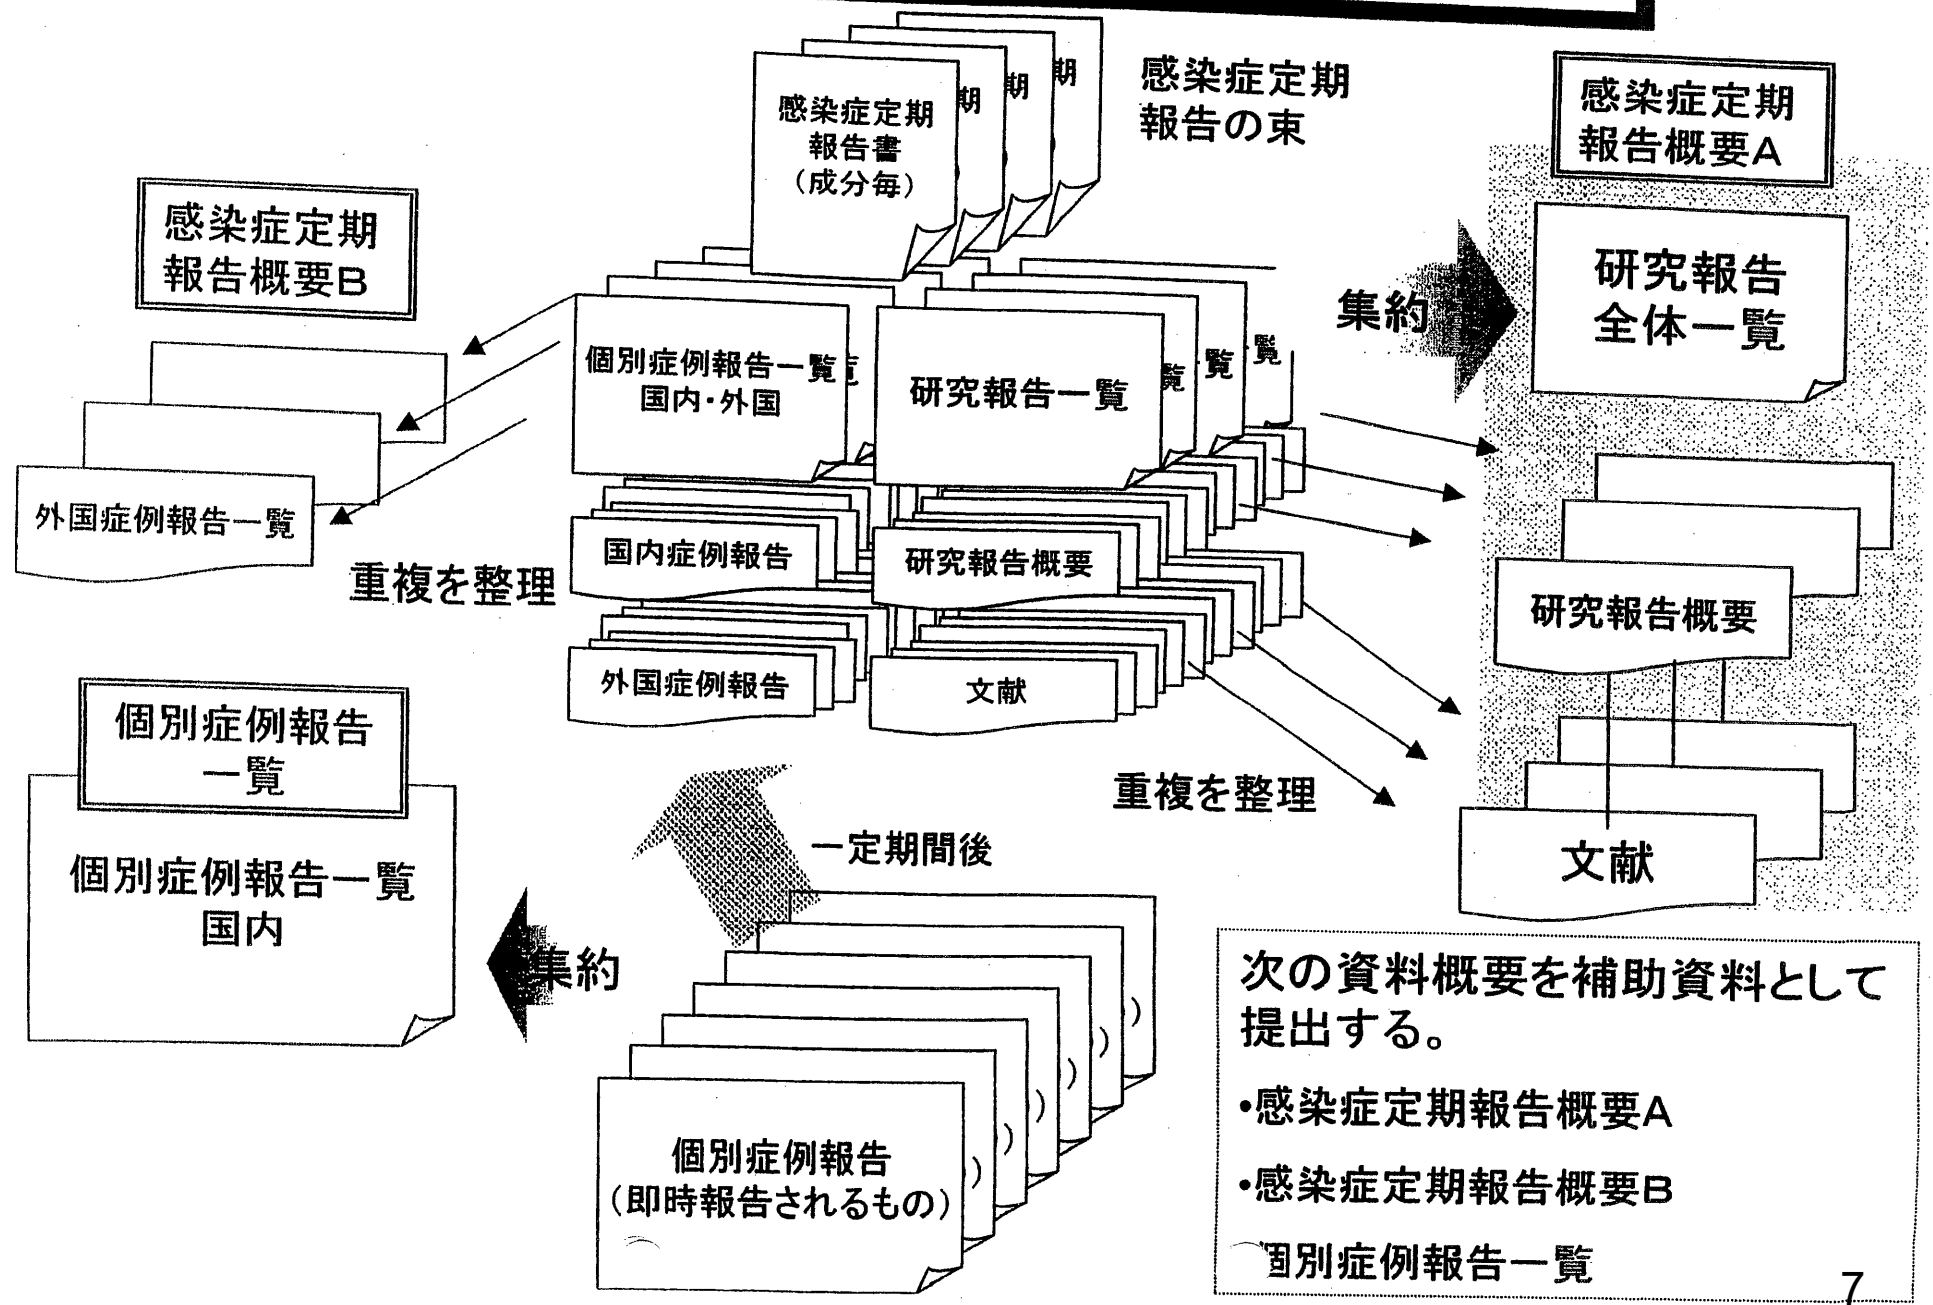 感染症定期
報告の束
感染症定期
報告概要A
期
期
期
感染症定期
報告書
(成分毎)
感染症定期
報告概要B
集約
研究報告
全体一覧
個別症例報告一覧
国内・外国
研究報告一覧
覧
一覧
一覧
外国症例報告一覧
重複を整理
国内症例報告
研究報告概要
研究報告概要
外国症例報告
文献
個別症例報告
一覧
重複を整理
一定期間後
文献
個別症例報告一覧
国内
集約
次の資料概要を補助資料として
提出する。
•感染症定期報告概要A
•感染症定期報告概要B
個別症例報告一覧
個別症例報告
(即時報告されるもの)
)
)
)
)
)
)
7